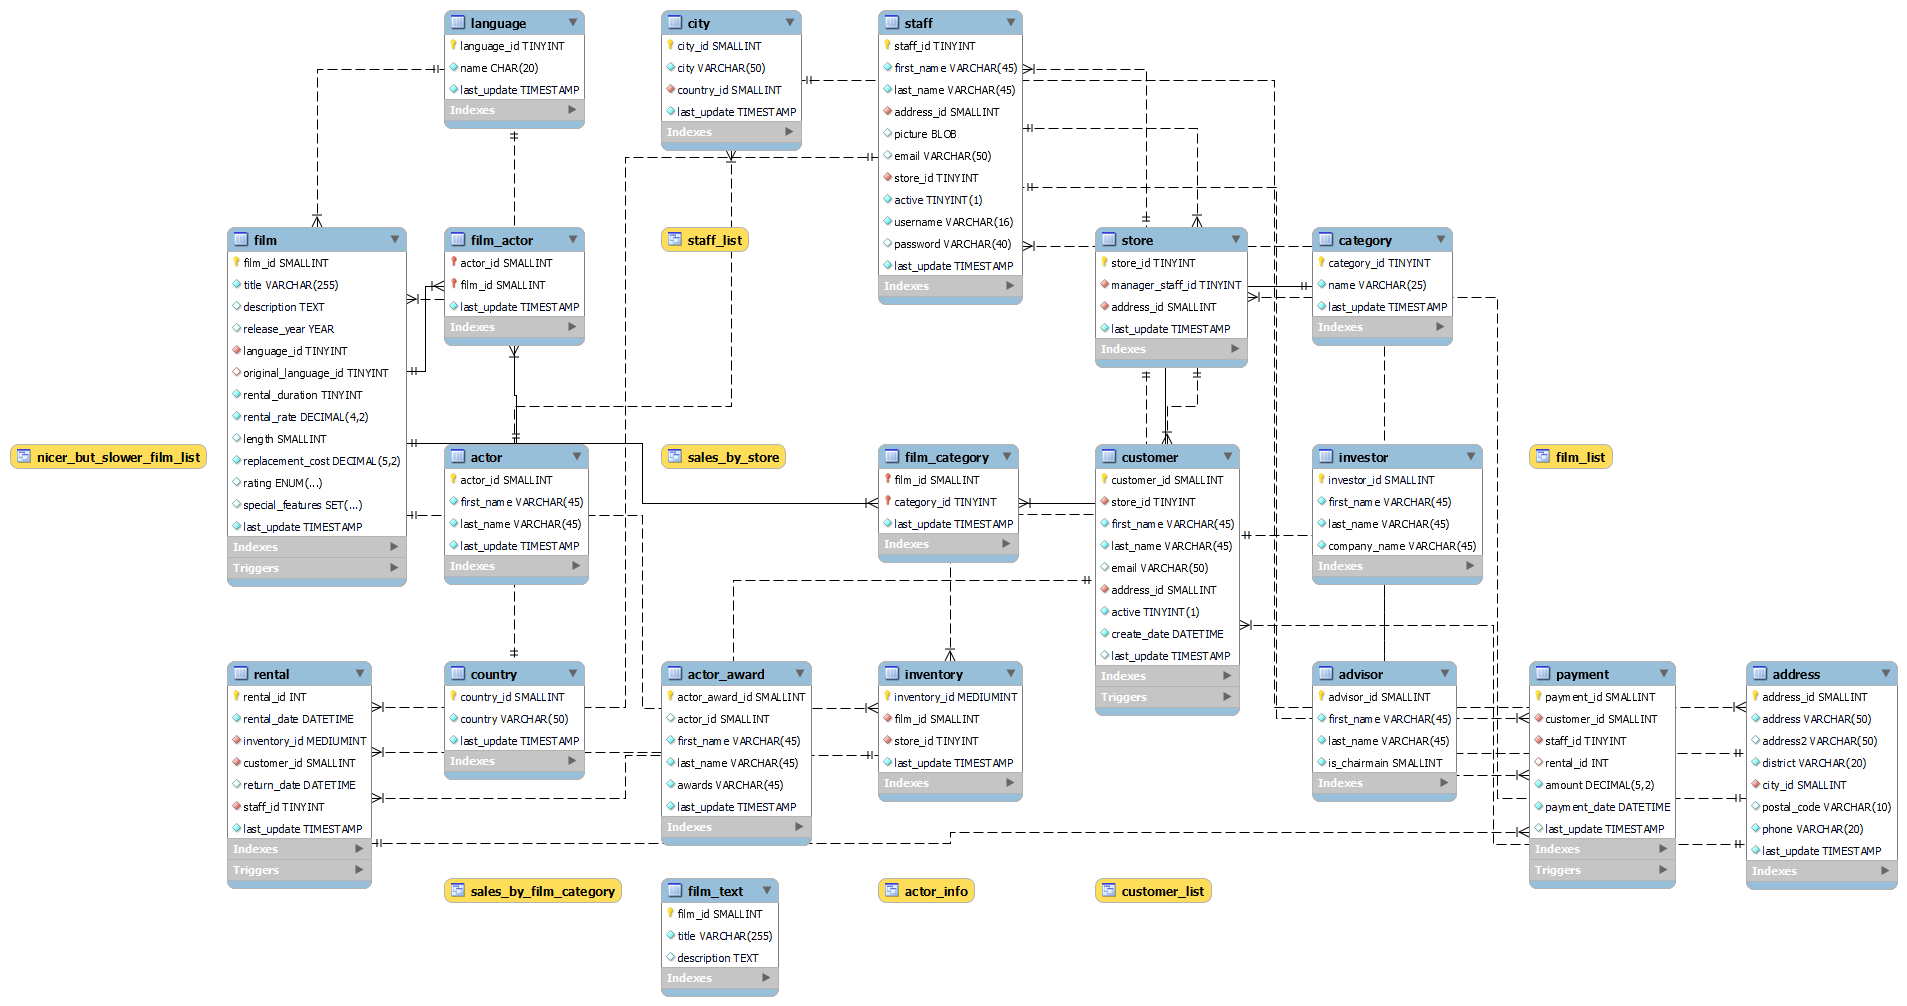 language
language_id TINYINT
name CHAR(20)
last_update TIMESTAMP
Indexes
city
city_id SMALLINT
city VARCHAR(50)
country_id SMALLINT
last_update TIMESTAMP
Indexes
staff
staff_id TINYINT
first_name VARCHAR(45)
last_name VARCHAR(45)
address_id SMALLINT
picture BLOB
email VARCHAR(50)
store_id TINYINT
active TINYINT(1)
username VARCHAR(16)
password VARCHAR(40)
last_update TIMESTAMP
Indexes
film
film_id SMALLINT
title VARCHAR(255)
description TEXT
release_year YEAR
language_id TINYINT
original_language_id TINYINT
rental_duration TINYINT
rental_rate DECIMAL(4,2)
length SMALLINT
replacement_cost DECIMAL(5,2)
rating ENUM(...)
special_features SET(...)
last_update TIMESTAMP
Indexes
Triggers
film_actor
actor_id SMALLINT
film_id SMALLINT
last_update TIMESTAMP
Indexes
staff_list
store
store_id TINYINT
manager_staff_id TINYINT
address_id SMALLINT
last_update TIMESTAMP
Indexes
category
category_id TINYINT
name VARCHAR(25)
last_update TIMESTAMP
Indexes
nicer_but_slower_film_list
actor
actor_id SMALLINT
first_name VARCHAR(45)
last_name VARCHAR(45)
last_update TIMESTAMP
Indexes
sales_by_store
film_category
film_id SMALLINT
category_id TINYINT
last_update TIMESTAMP
Indexes
customer
customer_id SMALLINT
store_id TINYINT
first_name VARCHAR(45)
last_name VARCHAR(45)
email VARCHAR(50)
address_id SMALLINT
active TINYINT(1)
create_date DATETIME
last_update TIMESTAMP
Indexes
Triggers
investor
investor_id SMALLINT
first_name VARCHAR(45)
last_name VARCHAR(45)
company_name VARCHAR(45)
Indexes
film_list
rental
rental_id INT
rental_date DATETIME
inventory_id MEDIUMINT
customer_id SMALLINT
return_date DATETIME
staff_id TINYINT
last_update TIMESTAMP
Indexes
Triggers
country
country_id SMALLINT
country VARCHAR(50)
last_update TIMESTAMP
Indexes
actor_award
actor_award_id SMALLINT
actor_id SMALLINT
first_name VARCHAR(45)
last_name VARCHAR(45)
awards VARCHAR(45)
last_update TIMESTAMP
Indexes
inventory
inventory_id MEDIUMINT
film_id SMALLINT
store_id TINYINT
last_update TIMESTAMP
Indexes
advisor
advisor_id SMALLINT
first_name VARCHAR(45)
last_name VARCHAR(45)
is_chairmain SMALLINT
Indexes
payment
payment_id SMALLINT
customer_id SMALLINT
staff_id TINYINT
rental_id INT
amount DECIMAL(5,2)
payment_date DATETIME
last_update TIMESTAMP
Indexes
Triggers
address
address_id SMALLINT
address VARCHAR(50)
address2 VARCHAR(50)
district VARCHAR(20)
city_id SMALLINT
postal_code VARCHAR(10)
phone VARCHAR(20)
last_update TIMESTAMP
Indexes
sales_by_film_category
film_text
film_id SMALLINT
title VARCHAR(255)
description TEXT
Indexes
actor_info
customer_list